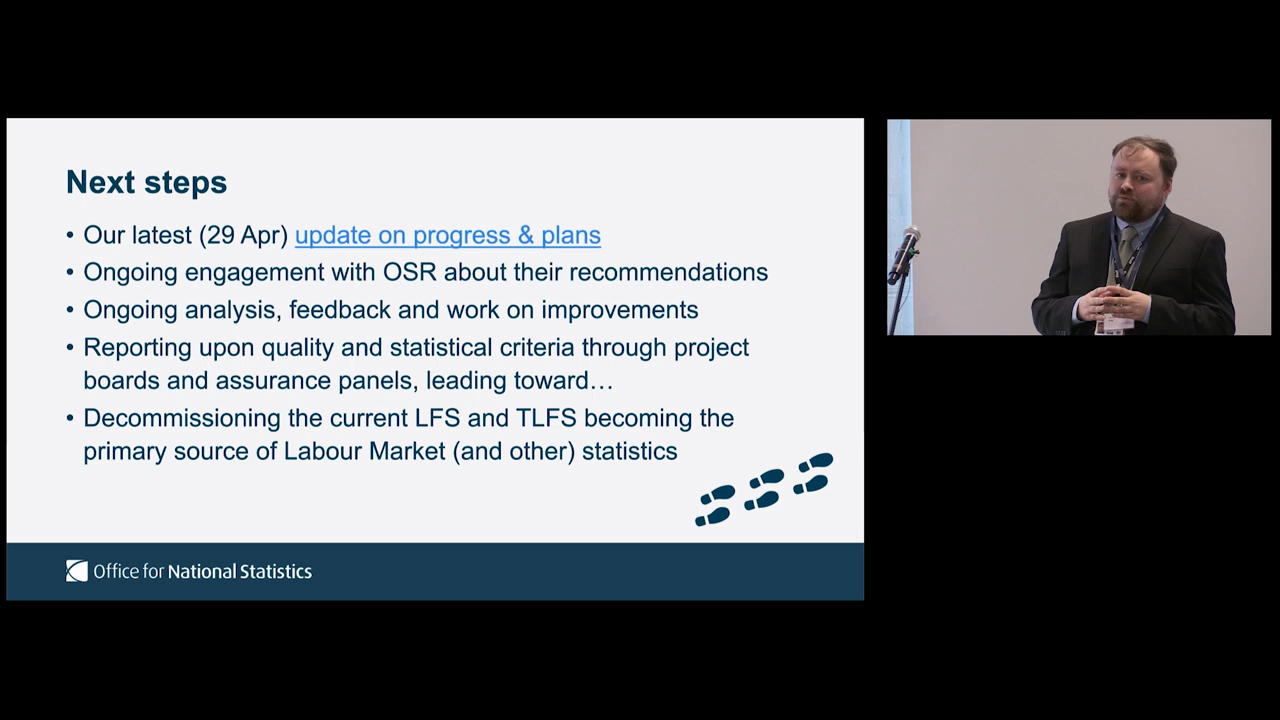 Next steps
• Our latest (29 Apr) update on progress & plans
• Ongoing engagement with OSR about their recommendations
• Ongoing analysis, feedback and work on improvements
• Reporting upon quality and statistical criteria through project
boards and assurance panels, leading toward…
• Decommissioning the current LFS and TLFS becoming the
primary source of Labour Market (and other) statistics
Office for National Statistics